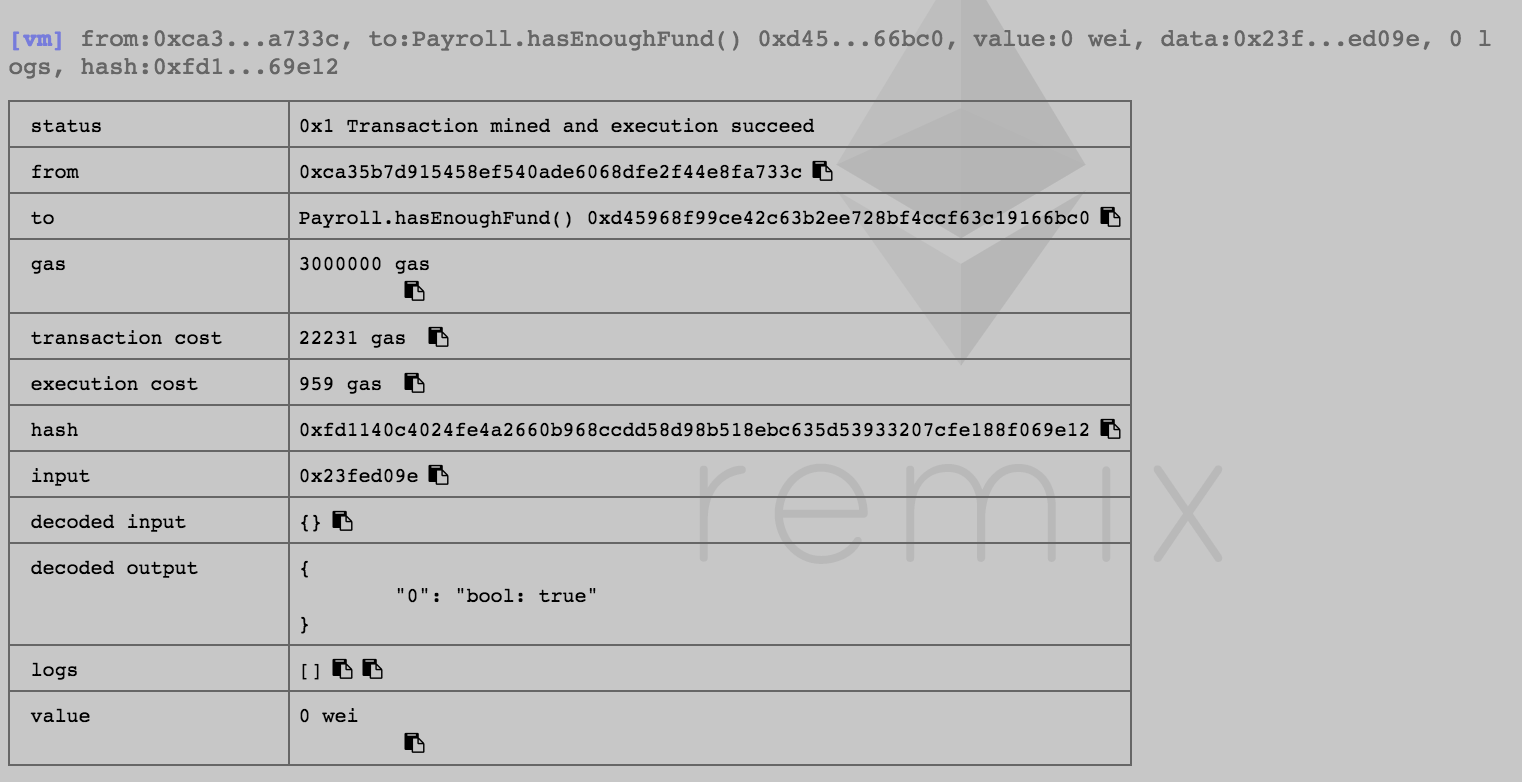 [vm] from:0xca3...a733c, to:Payroll.hasEnoughFund() 0xd45...66bc0, value:0 wei, data:0x23f...ed09e, 0 l
ogs, hash:0xfd1...69e12
status 0x1 Transaction mined and execution succeed
from 0xca35b7d915458ef540ade6068dfe2f44e8fa733c
to Payroll.hasEnoughFund() 0xd45968f99ce42c63b2ee728bf4ccf63c19166bc0
gas 3000000 gas
transaction cost 22231 gas
execution cost 959 gas
hash 0xfd1140c4024fe4a2660b968ccdd58d98b518ebc635d53933207cfe188f069e12
input 0x23fed09e
decoded input {}
decoded output {
"0": "bool: true"
}
logs []
value 0 wei
remix